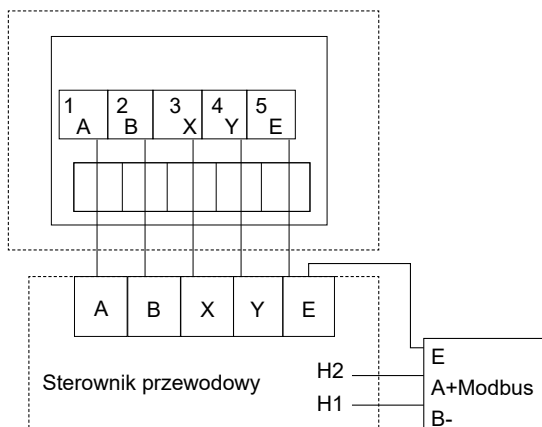 1 2 3 4 5
A B X Y E
A B X Y E
Sterownik przewodowy
H2
H1
E
A+Modbus
B-